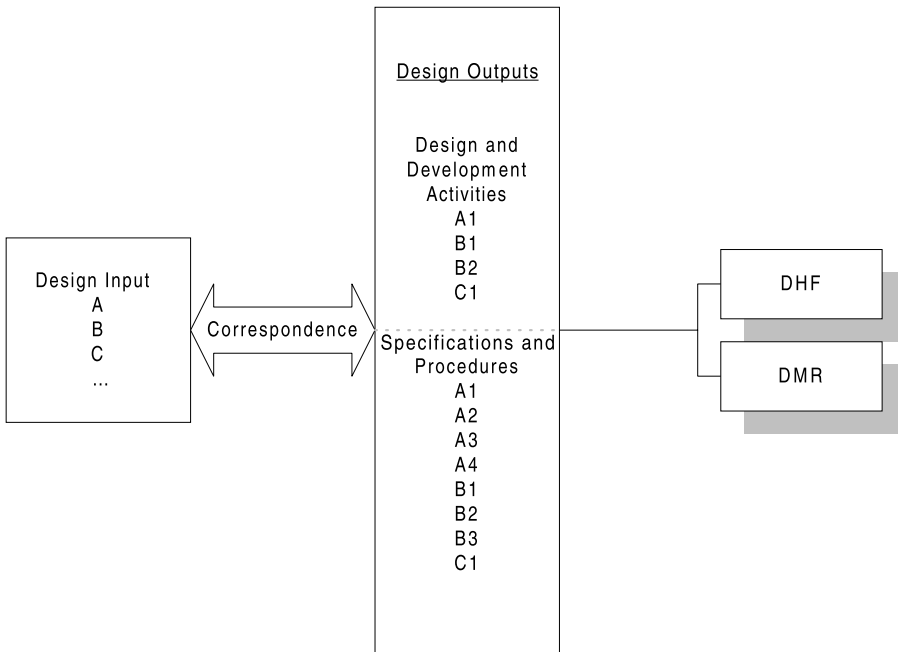 Design Input
A
B
C
...
Correspondence
Design Outputs
Design and
Development
Activities
A1
B1
B2
C1
Specifications and
Procedures
A1
A2
A3
A4
B1
B2
B3
C1
DHF
DMR